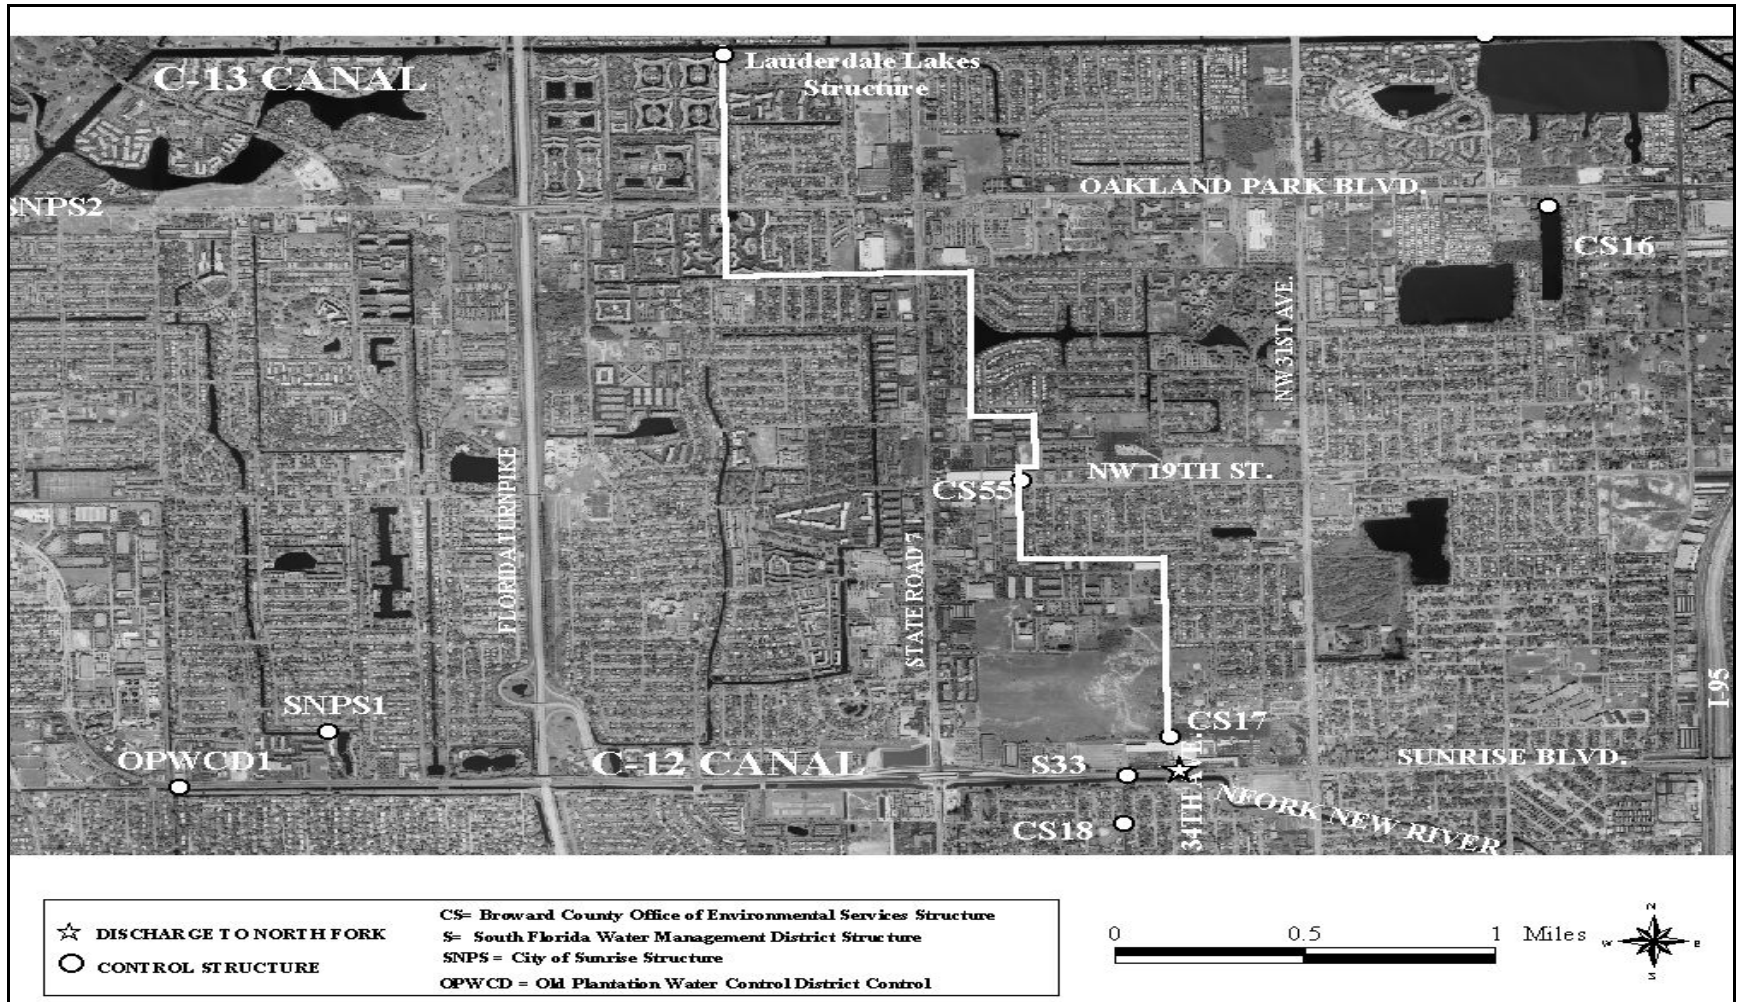 C-13 CANAL
Lauderdale Lakes
Structure
OAKLAND PARK BLVD.
SNPS2
CS16
NW 31ST AVE.
FLORIDA TURNPIKE
STATE ROAD 7
CS55
NW 19TH ST.
I-95
SNPS1
OPWCD1
C-12 CANAL
S33
CS17
34TH AVE.
SUNRISE BLVD.
CS18
NFORK NEW RIVER
DISCHARGE TO NORTH FORK
CONTROL STRUCTURE
CS= Broward County Office of Environmental Services Structure
S= South Florida Water Management District Structure
SNPS = City of Sunrise Structure
OPWCD = Old Plantation Water Control District Control
0 0.5 1 Miles
N
W E
S